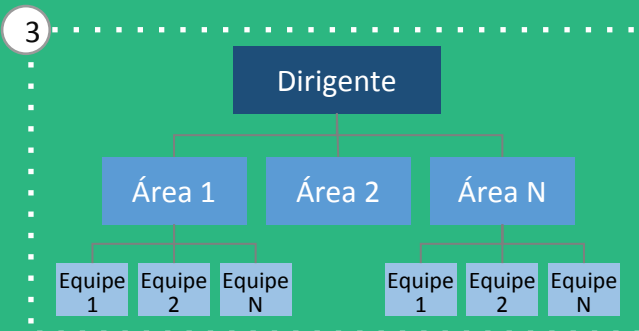 3
Dirigente
Área 1 Área 2 Área N
Equipe Equipe Equipe Equipe Equipe Equipe
1 2 N 1 2 N